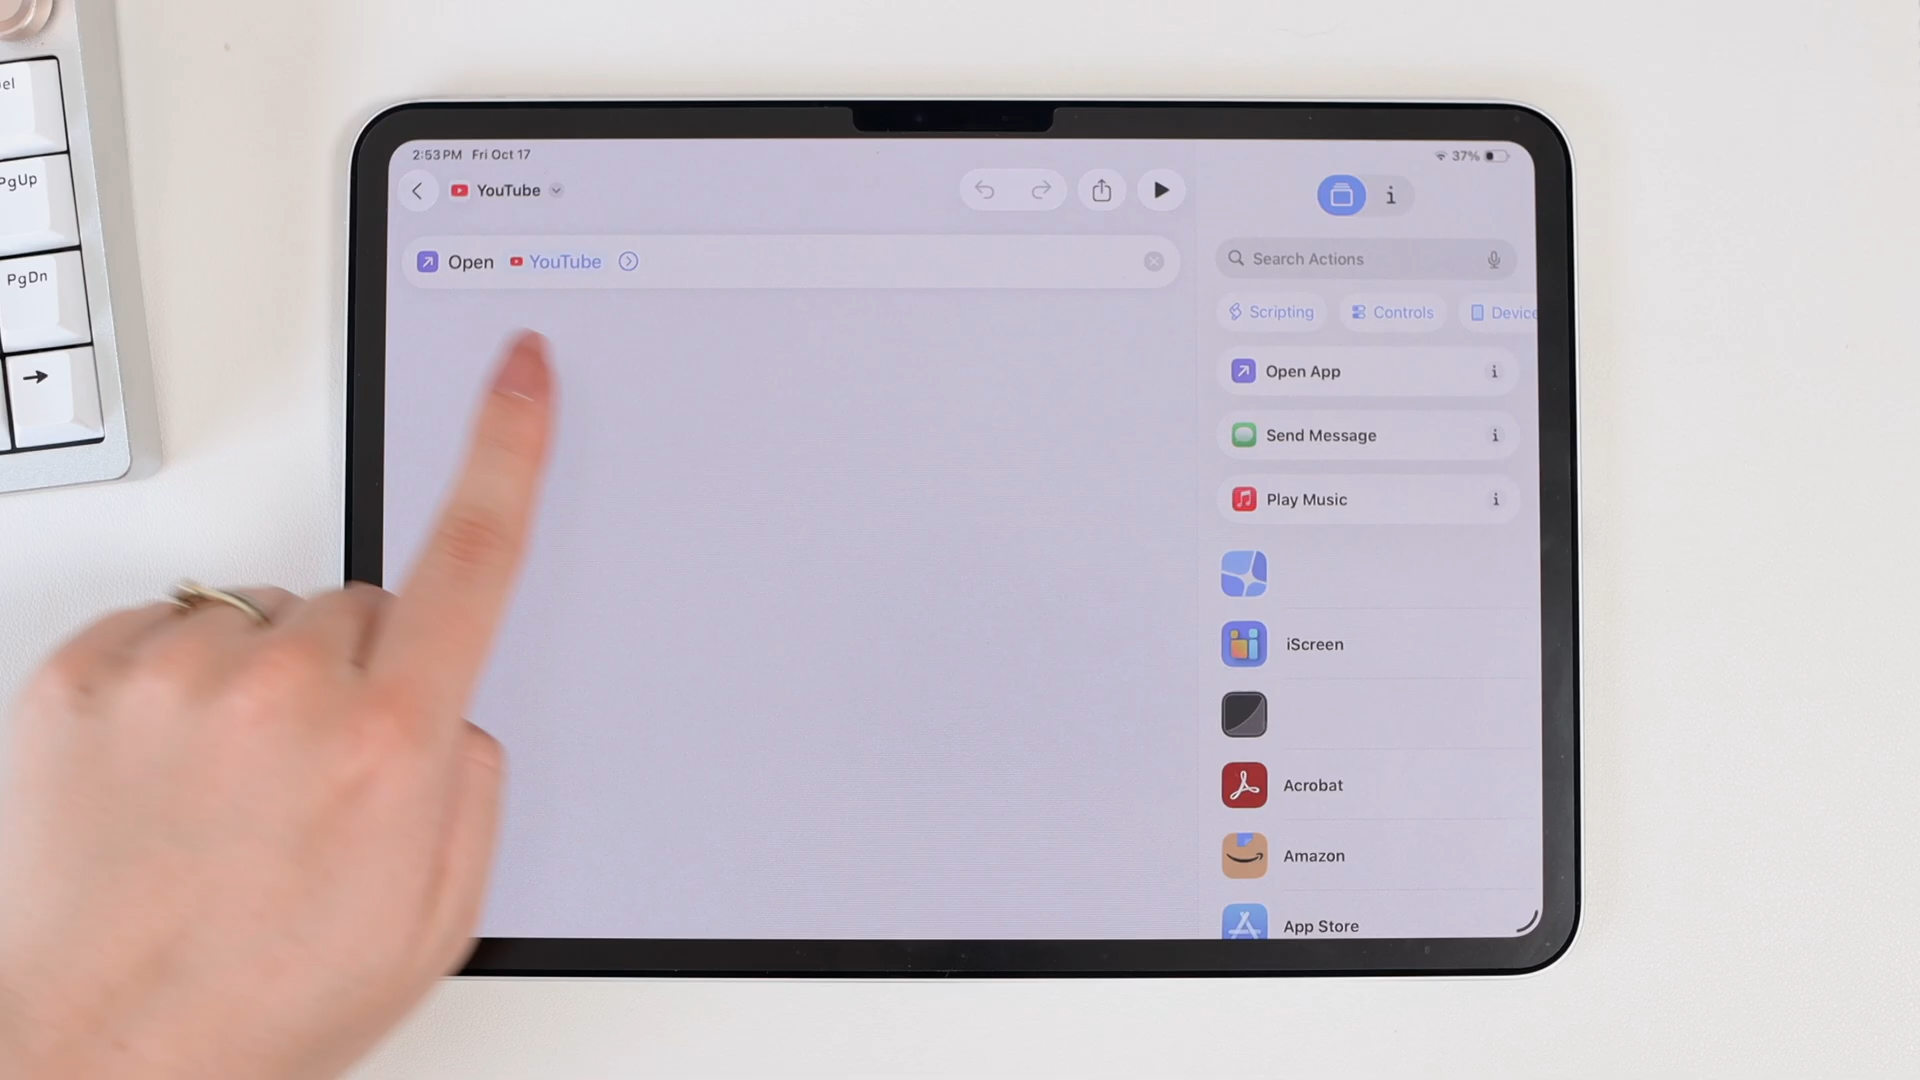 el
PgUp
PgDn
→
2:53 PM Fri Oct 17
37%
YouTube
Open YouTube
Search Actions
Scripting
Controls
Device
Open App
Send Message
Play Music
iScreen
Acrobat
Amazon
App Store